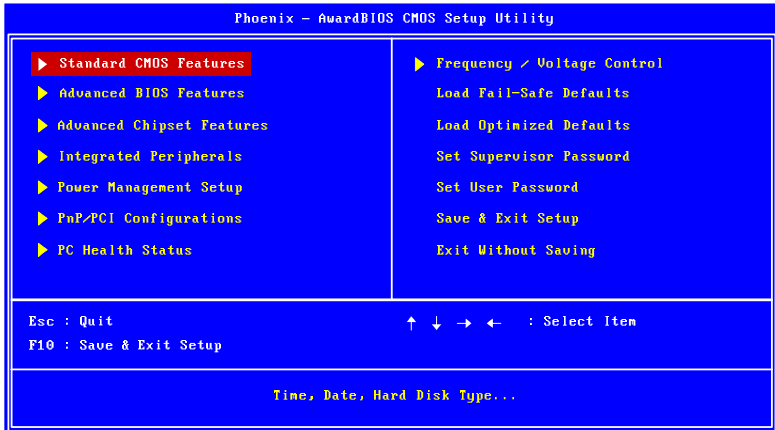 Phoenix - AwardBIOS CMOS Setup Utility
Standard CMOS Features
Advanced BIOS Features
Advanced Chipset Features
Integrated Peripherals
Power Management Setup
PnP/PCI Configurations
PC Health Status
Frequency / Voltage Control
Load Fail-Safe Defaults
Load Optimized Defaults
Set Supervisor Password
Set User Password
Save & Exit Setup
Exit Without Saving
Esc : Quit
F10 : Save & Exit Setup
↑ ↓ → ← : Select Item
Time, Date, Hard Disk Type...